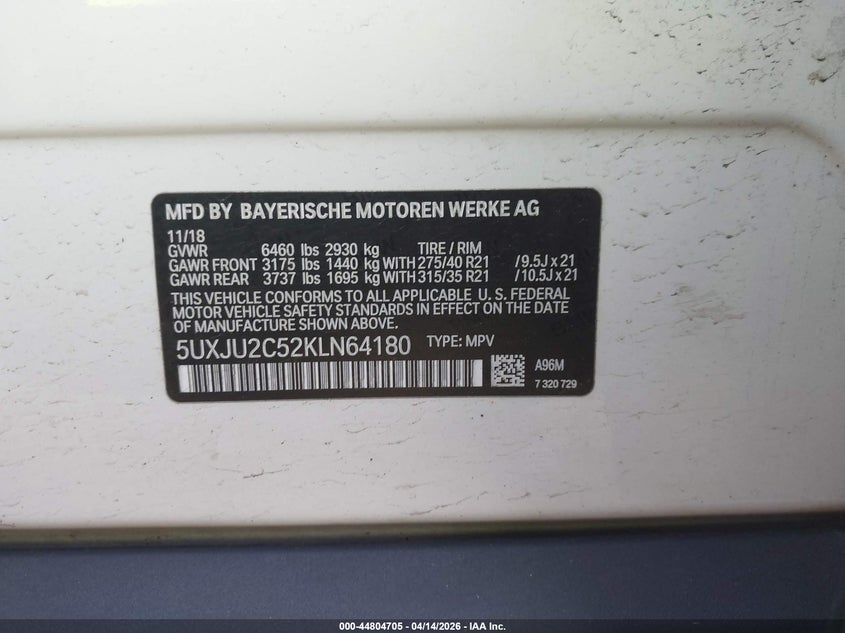 MFD BY BAYERISCHE MOTOREN WERKE AG
11/18
GVWR 6460 lbs 2930 kg TIRE / RIM
GAWR FRONT 3175 lbs 1440 kg WITH 275/40 R21 /9.5J x 21
GAWR REAR 3737 lbs 1695 kg WITH 315/35 R21 /10.5J x 21
THIS VEHICLE CONFORMS TO ALL APPLICABLE U. S. FEDERAL
MOTOR VEHICLE SAFETY STANDARDS IN EFFECT ON THE DATE
OF MANUFACTURE SHOWN ABOVE.
5UXJU2C52KLN64180 TYPE: MPV
A96M
7 320 729
000-44804705 - 04/14/2026 - IAA Inc.